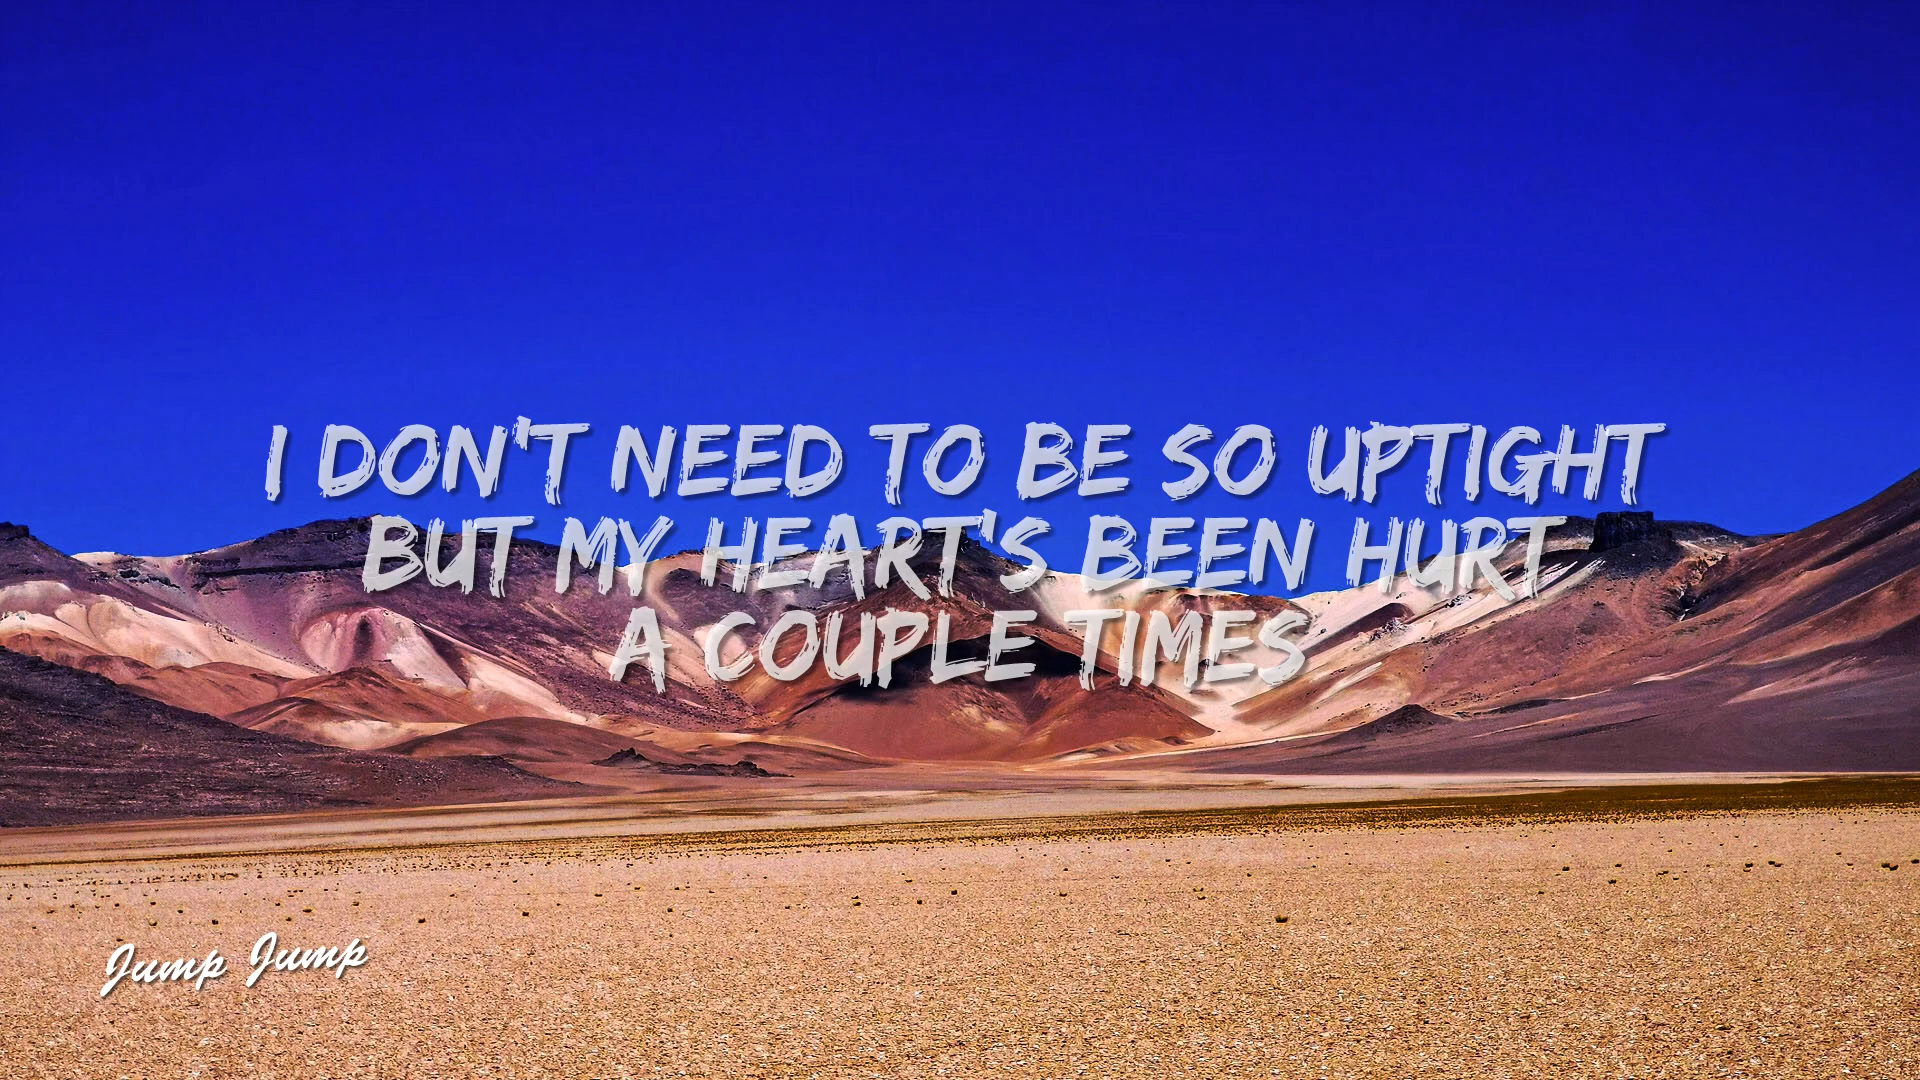 I DON'T NEED TO BE SO UPTIGHT
BUT MY HEART'S BEEN HURT
A COUPLE TIMES
Jump Jump